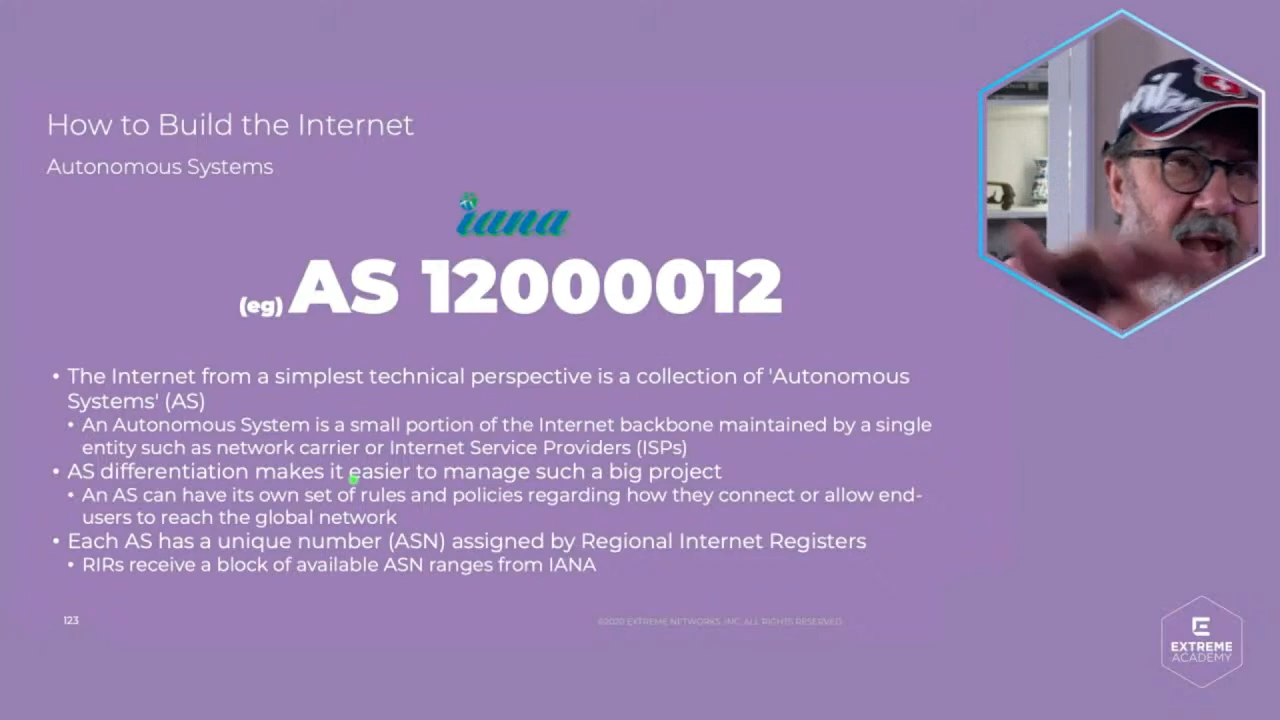 How to Build the Internet
Autonomous Systems
iana
(eg) AS 12000012
• The Internet from a simplest technical perspective is a collection of 'Autonomous
Systems' (AS)
• An Autonomous System is a small portion of the Internet backbone maintained by a single
entity such as network carrier or Internet Service Providers (ISPs)
• AS differentiation makes it easier to manage such a big project
• An AS can have its own set of rules and policies regarding how they connect or allow end-
users to reach the global network
• Each AS has a unique number (ASN) assigned by Regional Internet Registers
• RIRs receive a block of available ASN ranges from IANA
123
©2020 EXTREME NETWORKS, INC. ALL RIGHTS RESERVED.
EXTREME
ACADEMY